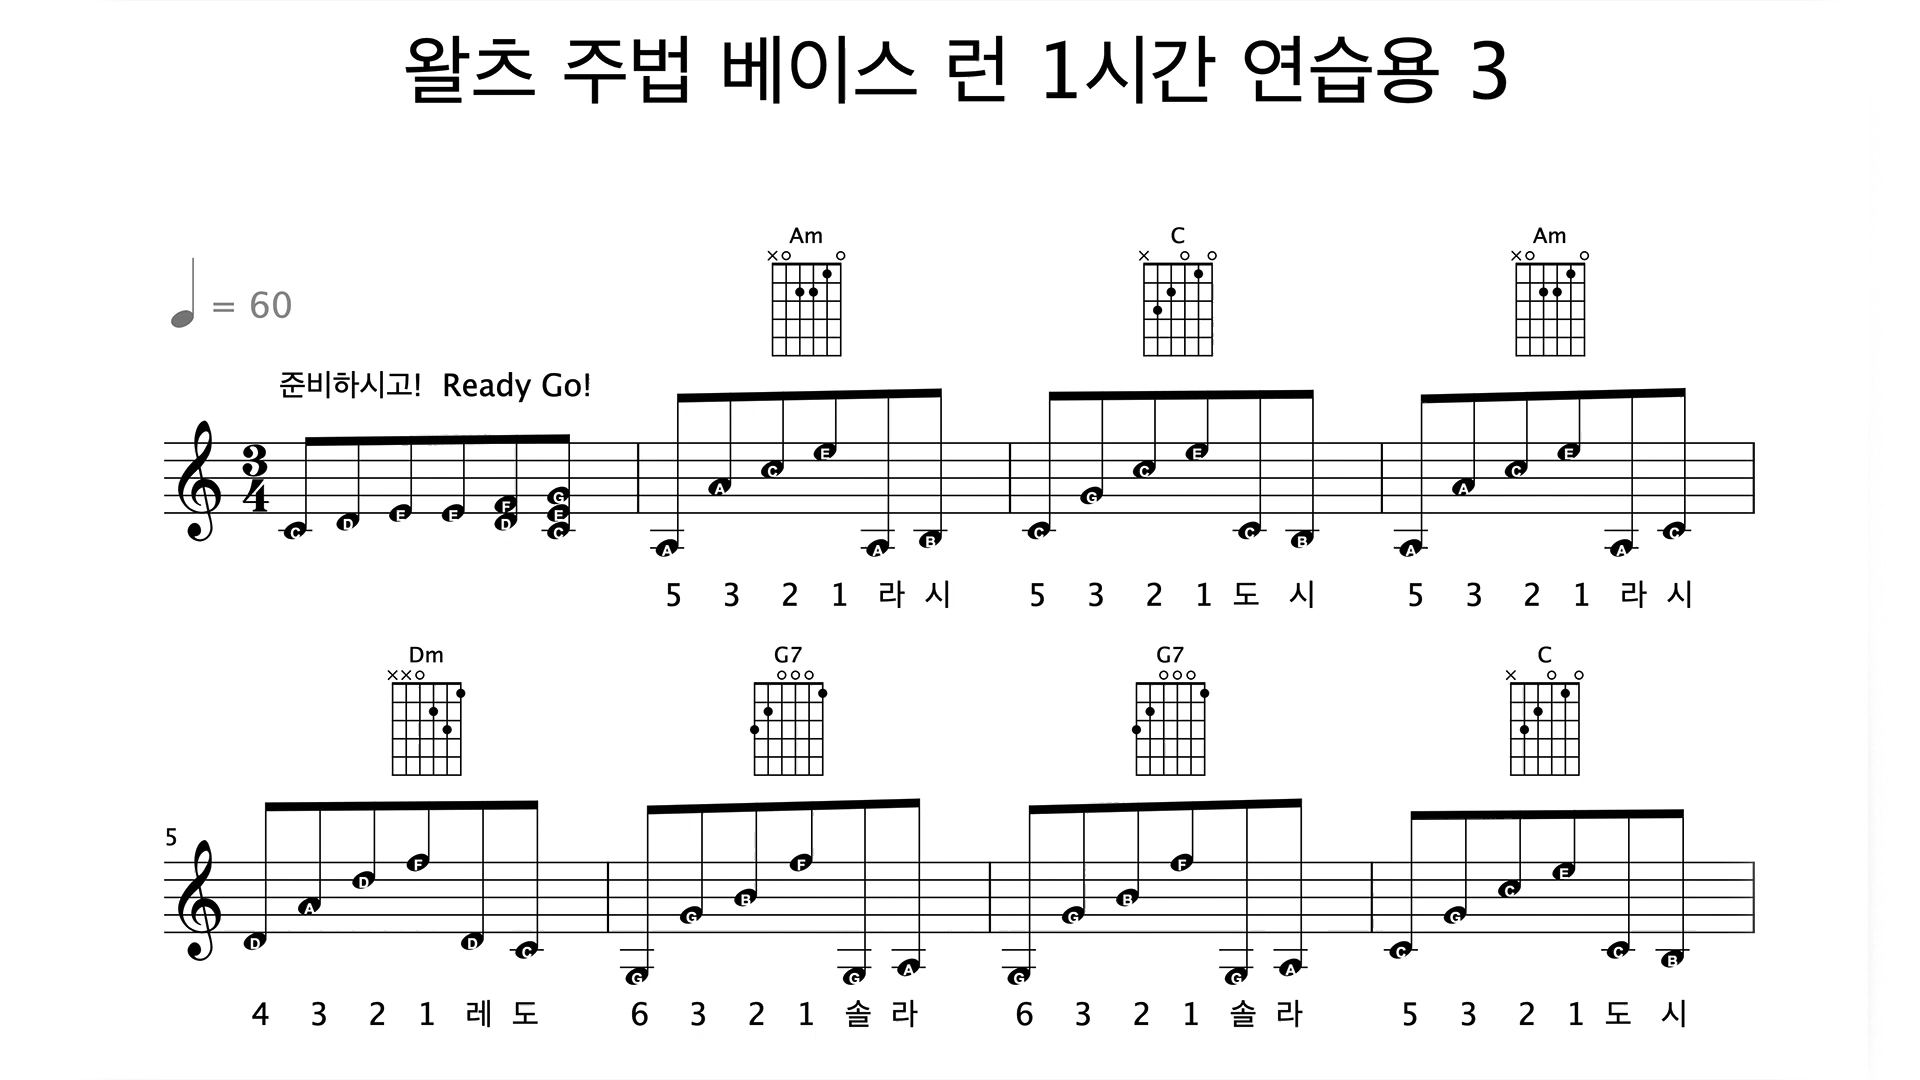 왈츠 주법 베이스 런 1시간 연습용 3
Am C Am
= 60
준비하시고! Ready Go!
3
4
C D E E F D G E C A A C E A B C G C E C B A A C E A C
5 3 2 1 라 시 5 3 2 1 도 시 5 3 2 1 라 시
Dm G7 G7 C
5
D A D F D C G G B F G A G G B F G A C G C E C B
4 3 2 1 레 도 6 3 2 1 솔 라 6 3 2 1 솔 라 5 3 2 1 도 시